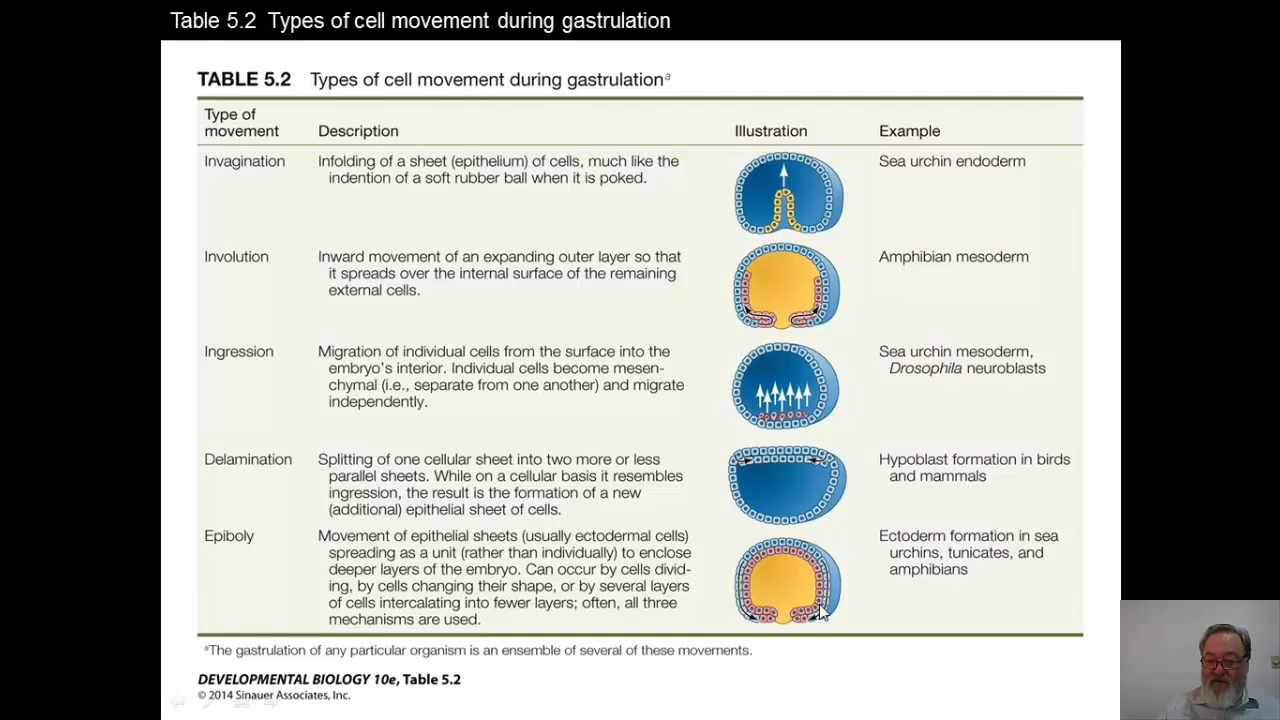 Table 5.2 Types of cell movement during gastrulation
TABLE 5.2 Types of cell movement during gastrulationᵃ
Type of
movement
Description
Illustration
Example
Invagination
Infolding of a sheet (epithelium) of cells, much like the
indention of a soft rubber ball when it is poked.
Sea urchin endoderm
Involution
Inward movement of an expanding outer layer so that
it spreads over the internal surface of the remaining
external cells.
Amphibian mesoderm
Ingression
Migration of individual cells from the surface into the
embryo's interior. Individual cells become mesen-
chymal (i.e., separate from one another) and migrate
independently.
Sea urchin mesoderm,
Drosophila neuroblasts
Delamination
Splitting of one cellular sheet into two more or less
parallel sheets. While on a cellular basis it resembles
ingression, the result is the formation of a new
(additional) epithelial sheet of cells.
Hypoblast formation in birds
and mammals
Epiboly
Movement of epithelial sheets (usually ectodermal cells)
spreading as a unit (rather than individually) to enclose
deeper layers of the embryo. Can occur by cells divid-
ing, by cells changing their shape, or by several layers
of cells intercalating into fewer layers; often, all three
mechanisms are used.
Ectoderm formation in sea
urchins, tunicates, and
amphibians
ᵃThe gastrulation of any particular organism is an ensemble of several of these movements.
DEVELOPMENTAL BIOLOGY 10e, Table 5.2
© 2014 Sinauer Associates, Inc.